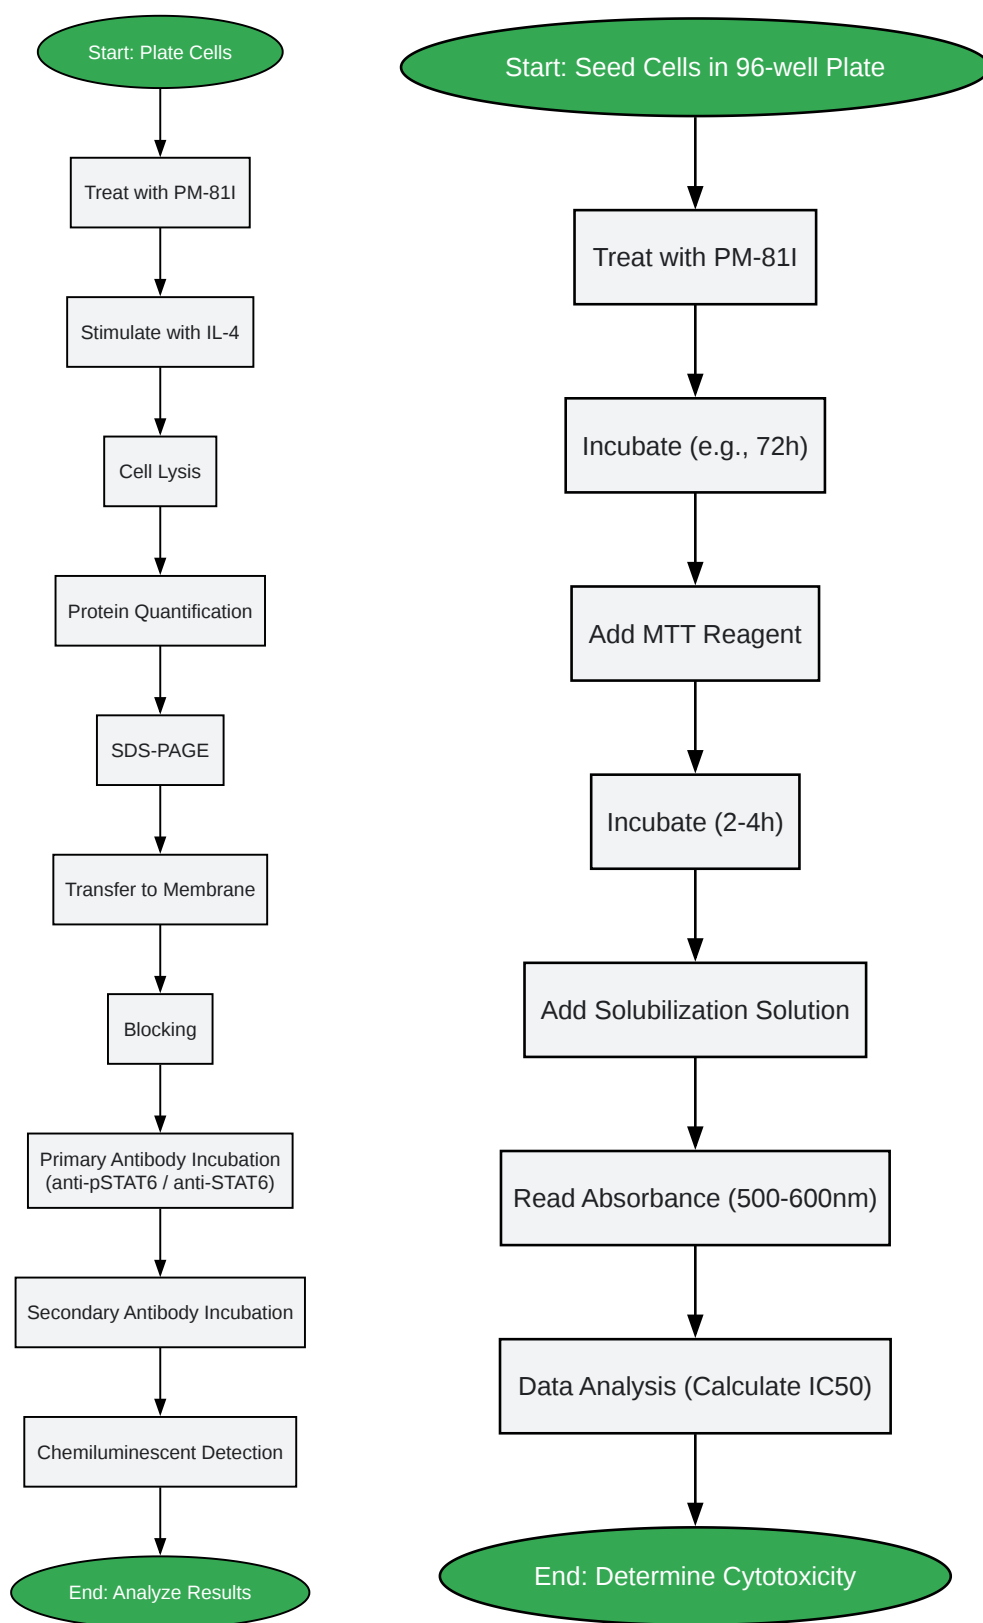 Start: Plate Cells
Treat with PM-81I
Stimulate with IL-4
Cell Lysis
Protein Quantification
SDS-PAGE
Transfer to Membrane
Blocking
Primary Antibody Incubation
(anti-pSTAT6 / anti-STAT6)
Secondary Antibody Incubation
Chemiluminescent Detection
End: Analyze Results
Start: Seed Cells in 96-well Plate
Treat with PM-81I
Incubate (e.g., 72h)
Add MTT Reagent
Incubate (2-4h)
Add Solubilization Solution
Read Absorbance (500-600nm)
Data Analysis (Calculate IC50)
End: Determine Cytotoxicity